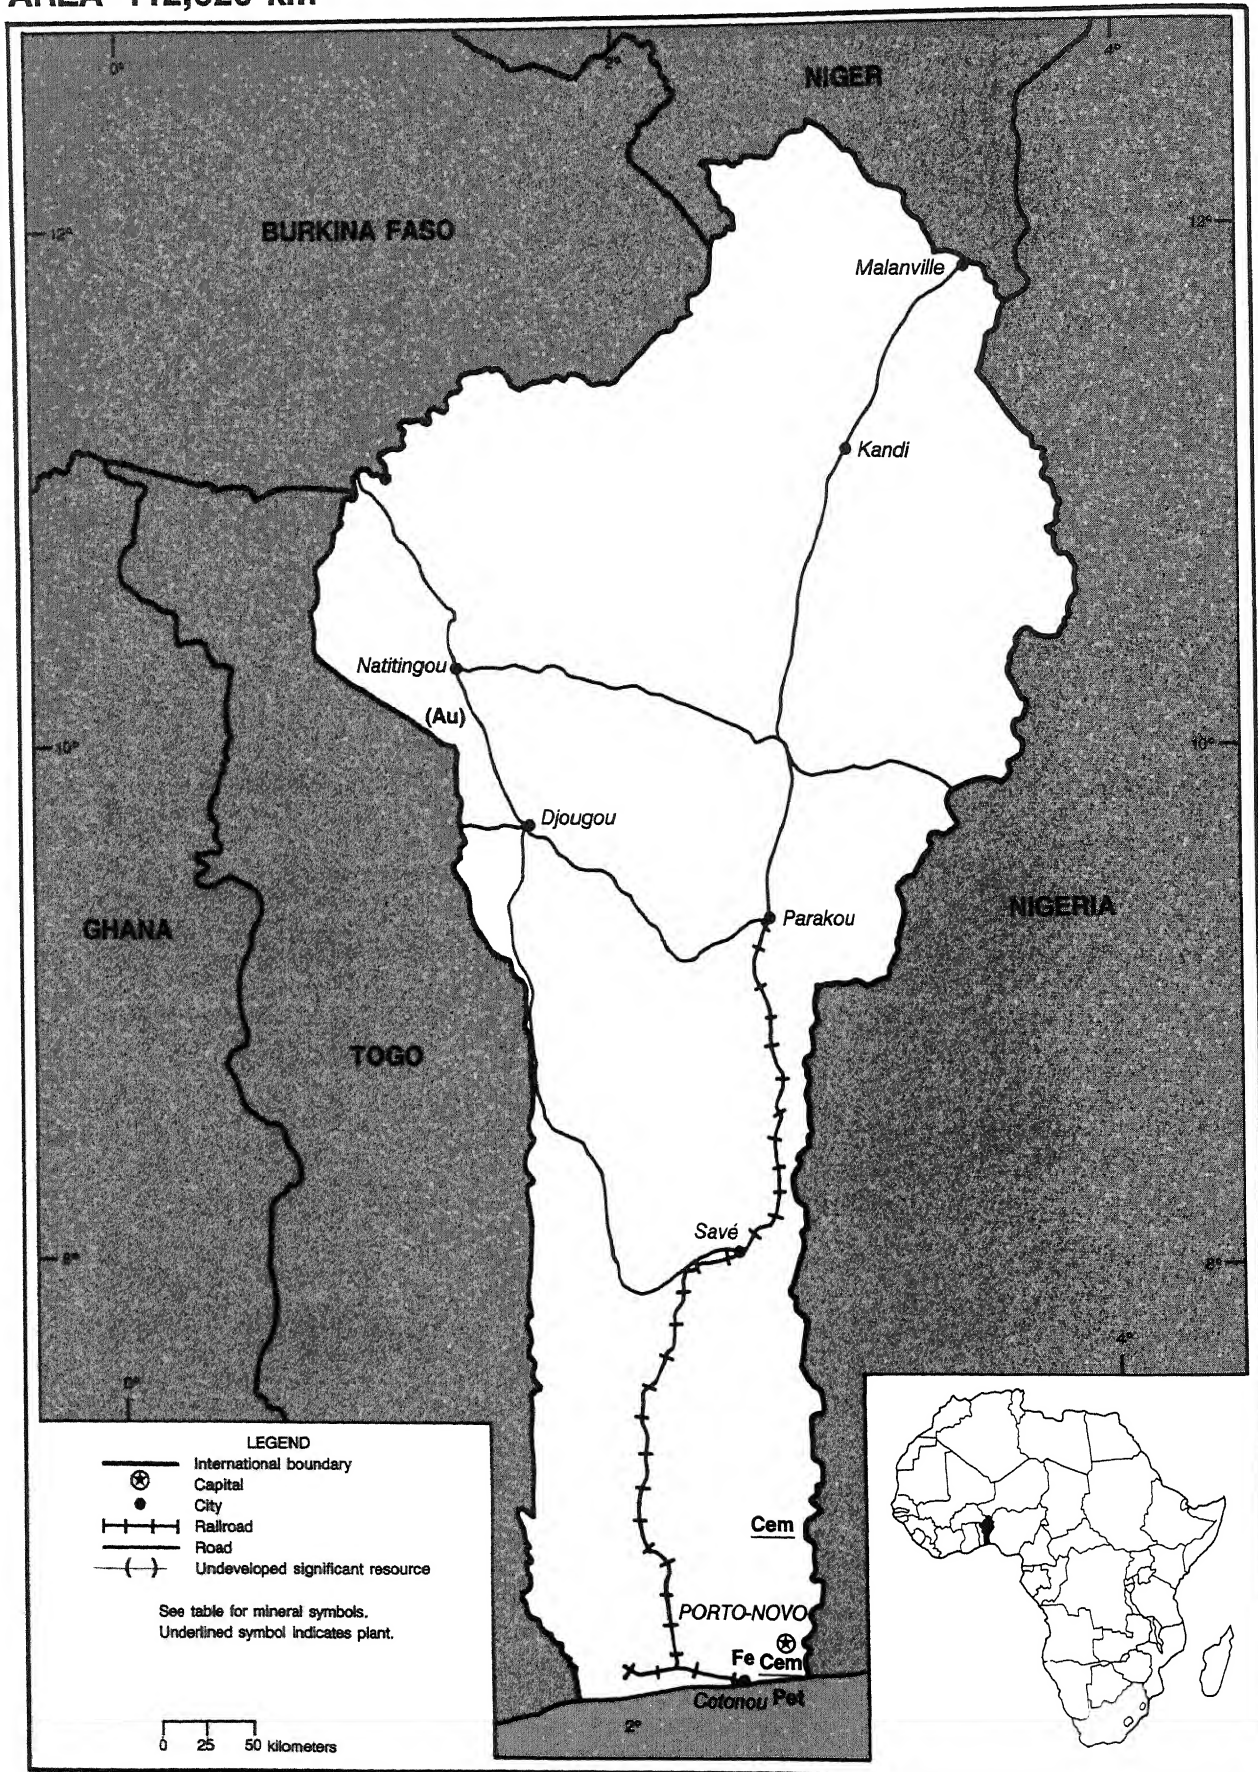 0°
2°
4°
NIGER
12°
BURKINA FASO
12°
Malanville
Kandi
Natitingou
(Au)
10°
10°
Djougou
GHANA
Parakou
NIGERIA
TOGO
Savé
8°
8°
4°
0°
LEGEND
International boundary
Capital
City
Railroad
Road
Undeveloped significant resource
See table for mineral symbols.
Underlined symbol indicates plant.
Cem
PORTO-NOVO
Fe Cem
Cotonou Pet
2°
0 25 50 kilometers